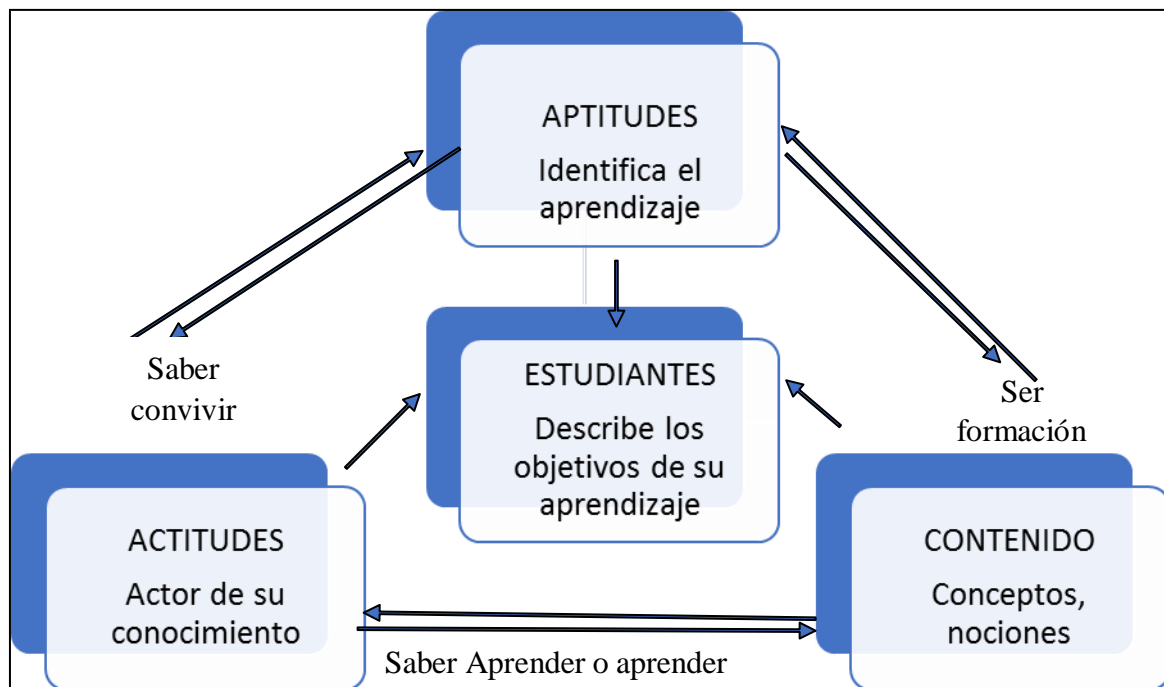 APTITUDES
Identifica el
aprendizaje
Saber
convivir
ESTUDIANTES
Describe los
objetivos de su
aprendizaje
Ser
formación
ACTITUDES
Actor de su
conocimiento
CONTENIDO
Conceptos,
nociones
Saber Aprender o aprender